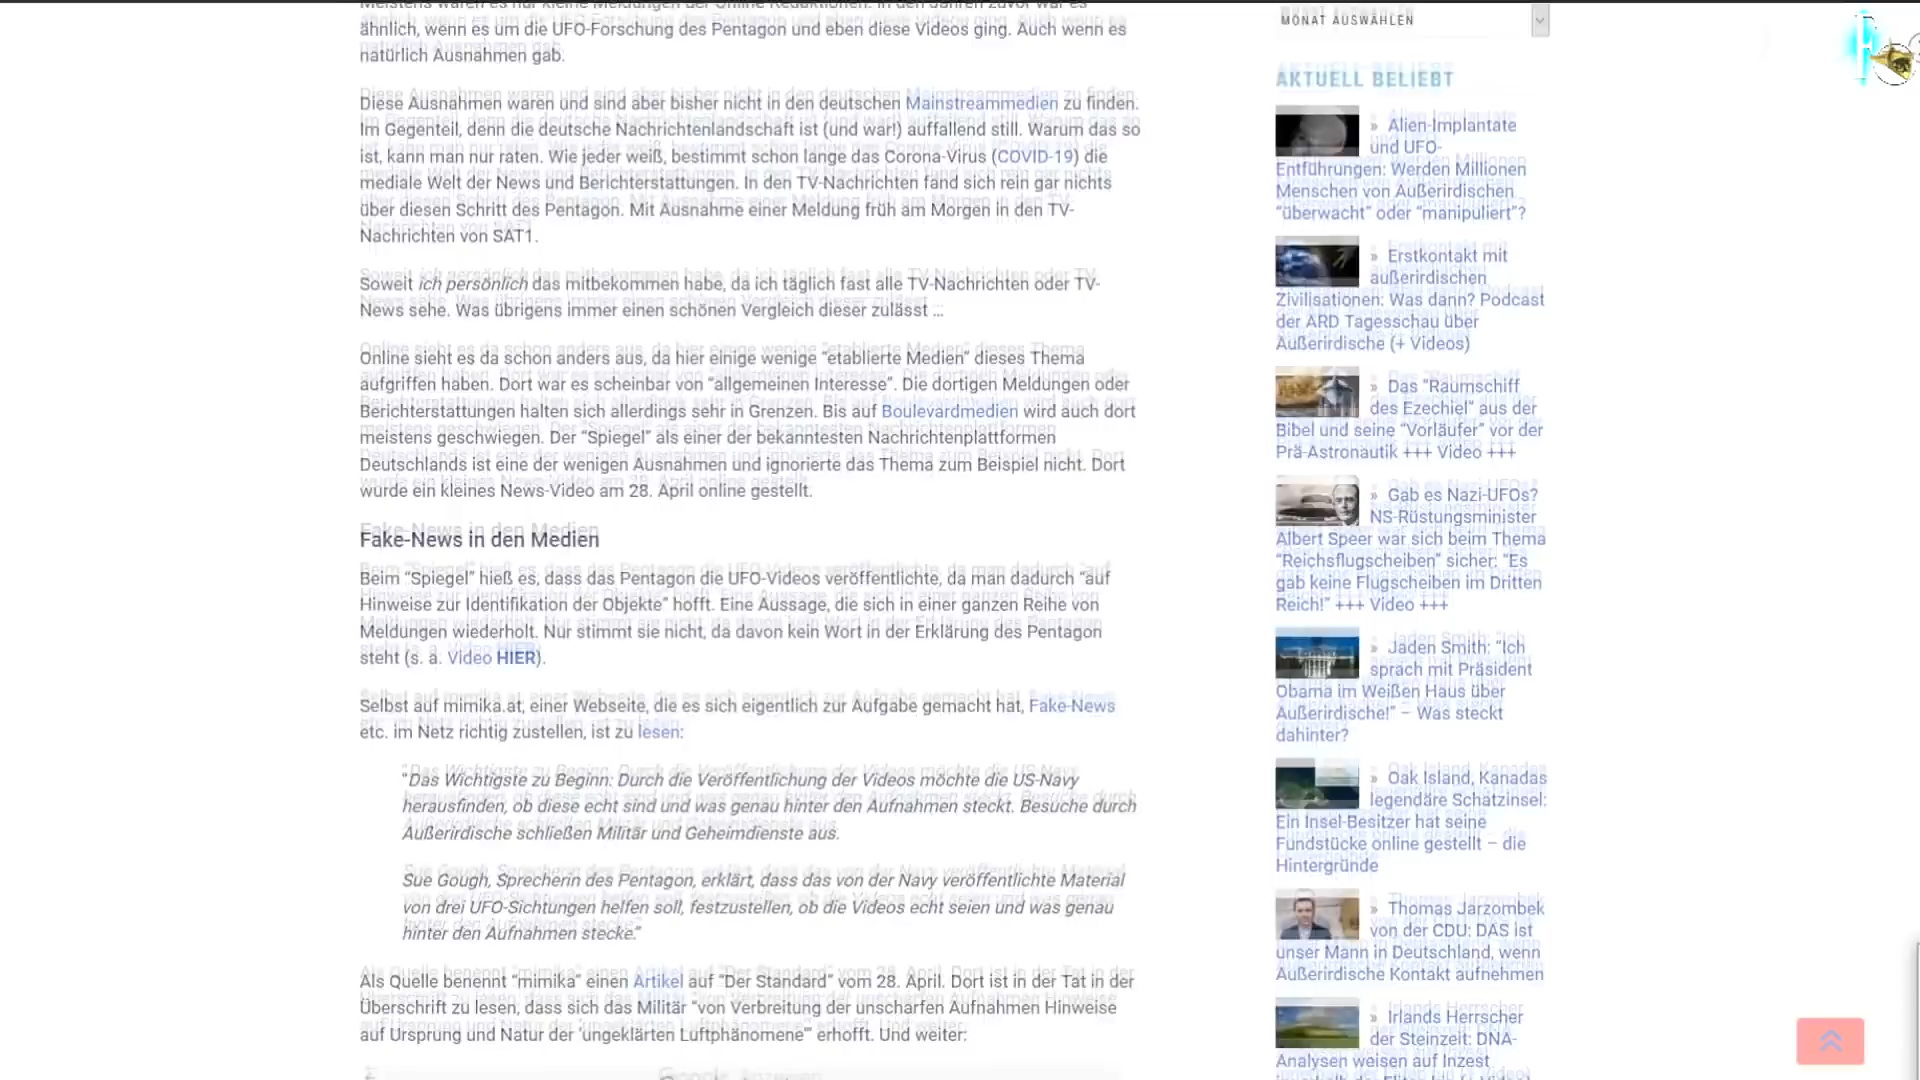 Meistens waren es nur kleine Meldungen der Online-Redaktionen. In den Jahren zuvor war es
ähnlich, wenn es um die UFO-Forschung des Pentagon und eben diese Videos ging. Auch wenn es
natürlich Ausnahmen gab.
Diese Ausnahmen waren und sind aber bisher nicht in den deutschen Mainstreammedien zu finden.
Im Gegenteil, denn die deutsche Nachrichtenlandschaft ist (und war!) auffallend still. Warum das so
ist, kann man nur raten. Wie jeder weiß, bestimmt schon lange das Corona-Virus (COVID-19) die
mediale Welt der News und Berichterstattungen. In den TV-Nachrichten fand sich rein gar nichts
über diesen Schritt des Pentagon. Mit Ausnahme einer Meldung früh am Morgen in den TV-
Nachrichten von SAT1.
Soweit ich persönlich das mitbekommen habe, da ich täglich fast alle TV-Nachrichten oder TV-
News sehe. Was übrigens immer einen schönen Vergleich dieser zulässt ...
Online sieht es da schon anders aus, da hier einige wenige “etablierte Medien” dieses Thema
aufgriffen haben. Dort war es scheinbar von “allgemeinen Interesse”. Die dortigen Meldungen oder
Berichterstattungen halten sich allerdings sehr in Grenzen. Bis auf Boulevardmedien wird auch dort
meistens geschwiegen. Der “Spiegel” als einer der bekanntesten Nachrichtenplattformen
Deutschlands ist eine der wenigen Ausnahmen und ignorierte das Thema zum Beispiel nicht. Dort
wurde ein kleines News-Video am 28. April online gestellt.
Fake-News in den Medien
Beim “Spiegel” hieß es, dass das Pentagon die UFO-Videos veröffentlichte, da man dadurch “auf
Hinweise zur Identifikation der Objekte” hofft. Eine Aussage, die sich in einer ganzen Reihe von
Meldungen wiederholt. Nur stimmt sie nicht, da davon kein Wort in der Erklärung des Pentagon
steht (s. a. Video HIER).
Selbst auf mimika.at, einer Webseite, die es sich eigentlich zur Aufgabe gemacht hat, Fake-News
etc. im Netz richtig zustellen, ist zu lesen:
“Das Wichtigste zu Beginn: Durch die Veröffentlichung der Videos möchte die US-Navy
herausfinden, ob diese echt sind und was genau hinter den Aufnahmen steckt. Besuche durch
Außerirdische schließen Militär und Geheimdienste aus.
Sue Gough, Sprecherin des Pentagon, erklärt, dass das von der Navy veröffentlichte Material
von drei UFO-Sichtungen helfen soll, festzustellen, ob die Videos echt seien und was genau
hinter den Aufnahmen stecke.”
Als Quelle benennt “mimika” einen Artikel auf “Der Standard” vom 28. April. Dort ist in der Tat in der
Überschrift zu lesen, dass sich das Militär “von Verbreitung der unscharfen Aufnahmen Hinweise
auf Ursprung und Natur der ‘ungeklärten Luftphänomene’” erhofft. Und weiter:
Google Anzeigen
MONAT AUSWÄHLEN
AKTUELL BELIEBT
» Alien-Implantate
und UFO-
Entführungen: Werden Millionen
Menschen von Außerirdischen
“überwacht” oder “manipuliert”?
» Erstkontakt mit
außerirdischen
Zivilisationen: Was dann? Podcast
der ARD Tagesschau über
Außerirdische (+ Videos)
» Das “Raumschiff
des Ezechiel” aus der
Bibel und seine “Vorläufer” vor der
Prä-Astronautik +++ Video +++
» Gab es Nazi-UFOs?
NS-Rüstungsminister
Albert Speer war sich beim Thema
“Reichsflugscheiben” sicher: “Es
gab keine Flugscheiben im Dritten
Reich!” +++ Video +++
» Jaden Smith: “Ich
sprach mit Präsident
Obama im Weißen Haus über
Außerirdische!” – Was steckt
dahinter?
» Oak Island, Kanadas
legendäre Schatzinsel:
Ein Insel-Besitzer hat seine
Fundstücke online gestellt – die
Hintergründe
» Thomas Jarzombek
von der CDU: DAS ist
unser Mann in Deutschland, wenn
Außerirdische Kontakt aufnehmen
» Irlands Herrscher
der Steinzeit: DNA-
Analysen weisen auf Inzest